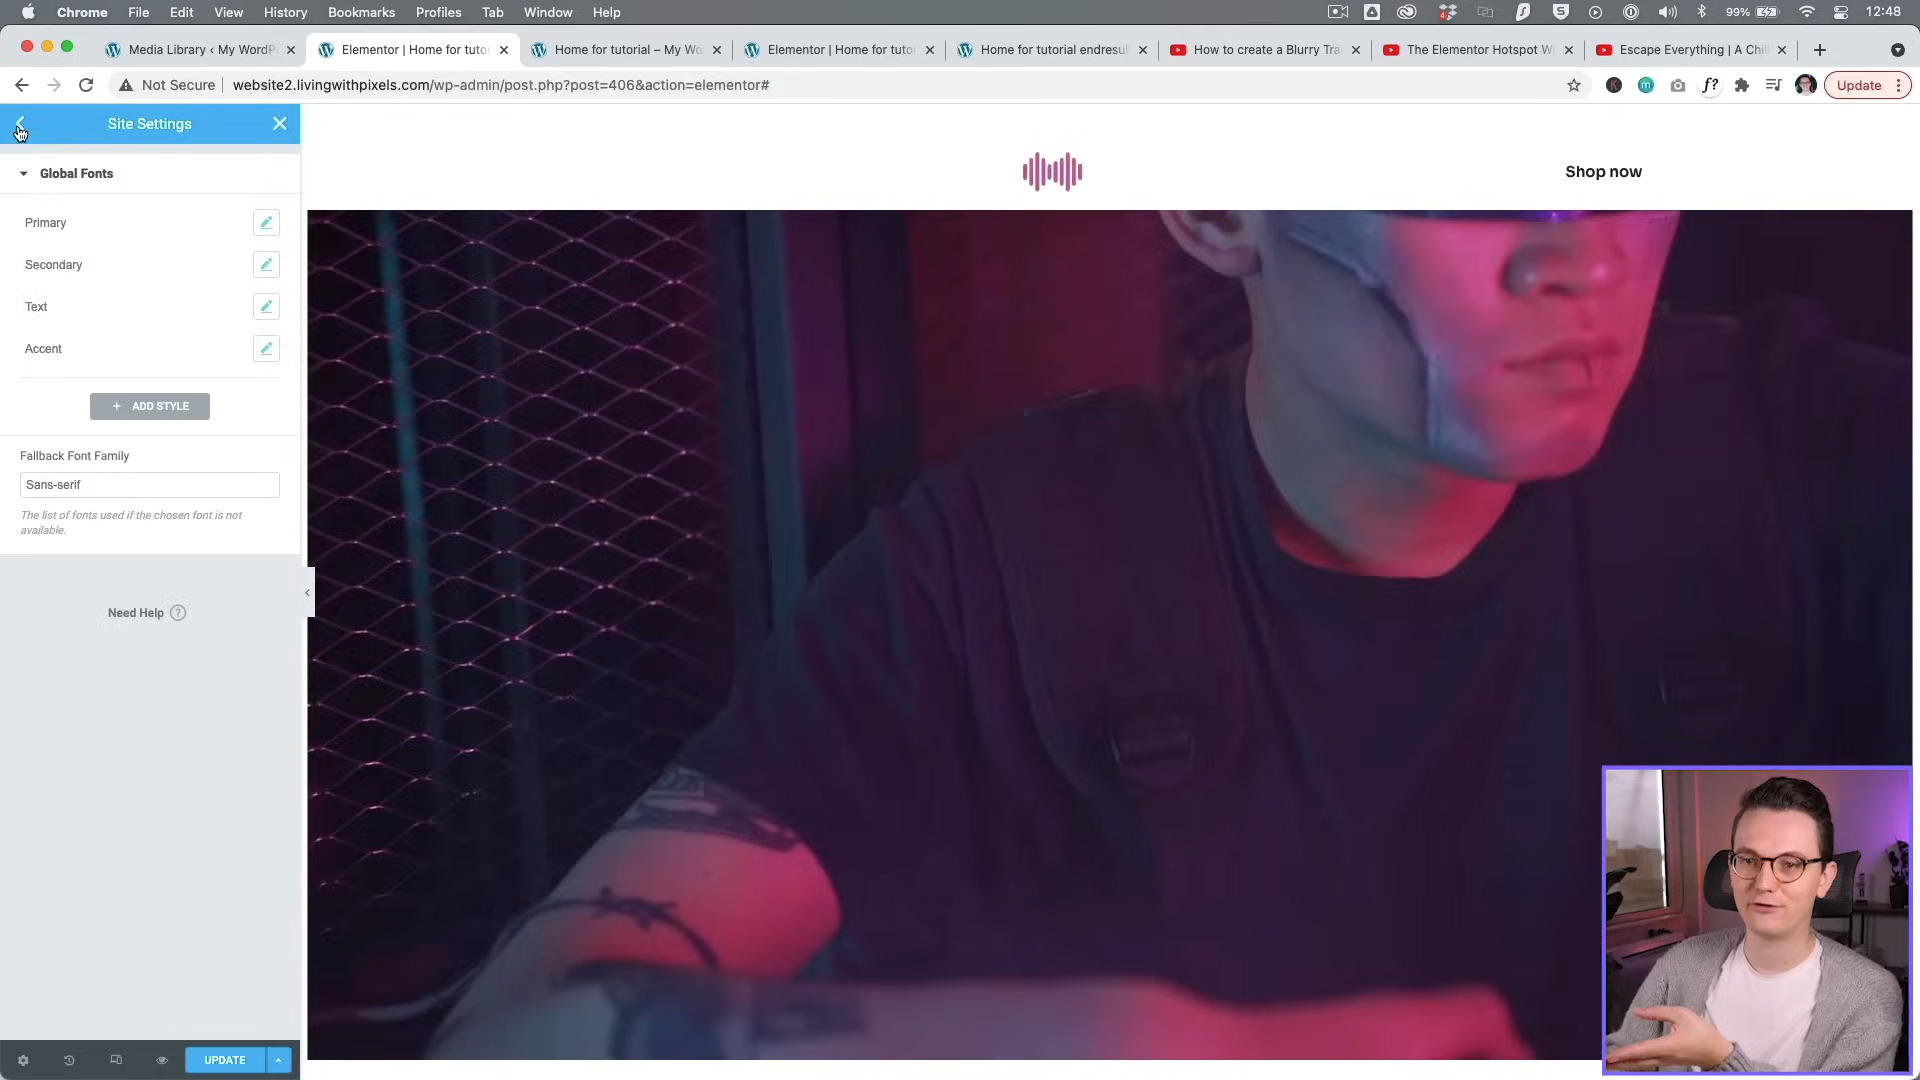 Chrome File Edit View History Bookmarks Profiles Tab Window Help 99% 12:48
Media Library ‹ My WordP
Elementor | Home for tuto
Home for tutorial – My Wo
Elementor | Home for tuto
Home for tutorial endresul
How to create a Blurry Tra
The Elementor Hotspot W
Escape Everything | A Chil
Not Secure website2.livingwithpixels.com/wp-admin/post.php?post=406&action=elementor# f? Update
Site Settings
Global Fonts
Primary
Secondary
Text
Accent
ADD STYLE
Fallback Font Family
Sans-serif
The list of fonts used if the chosen font is not
available.
Need Help
UPDATE
Shop now